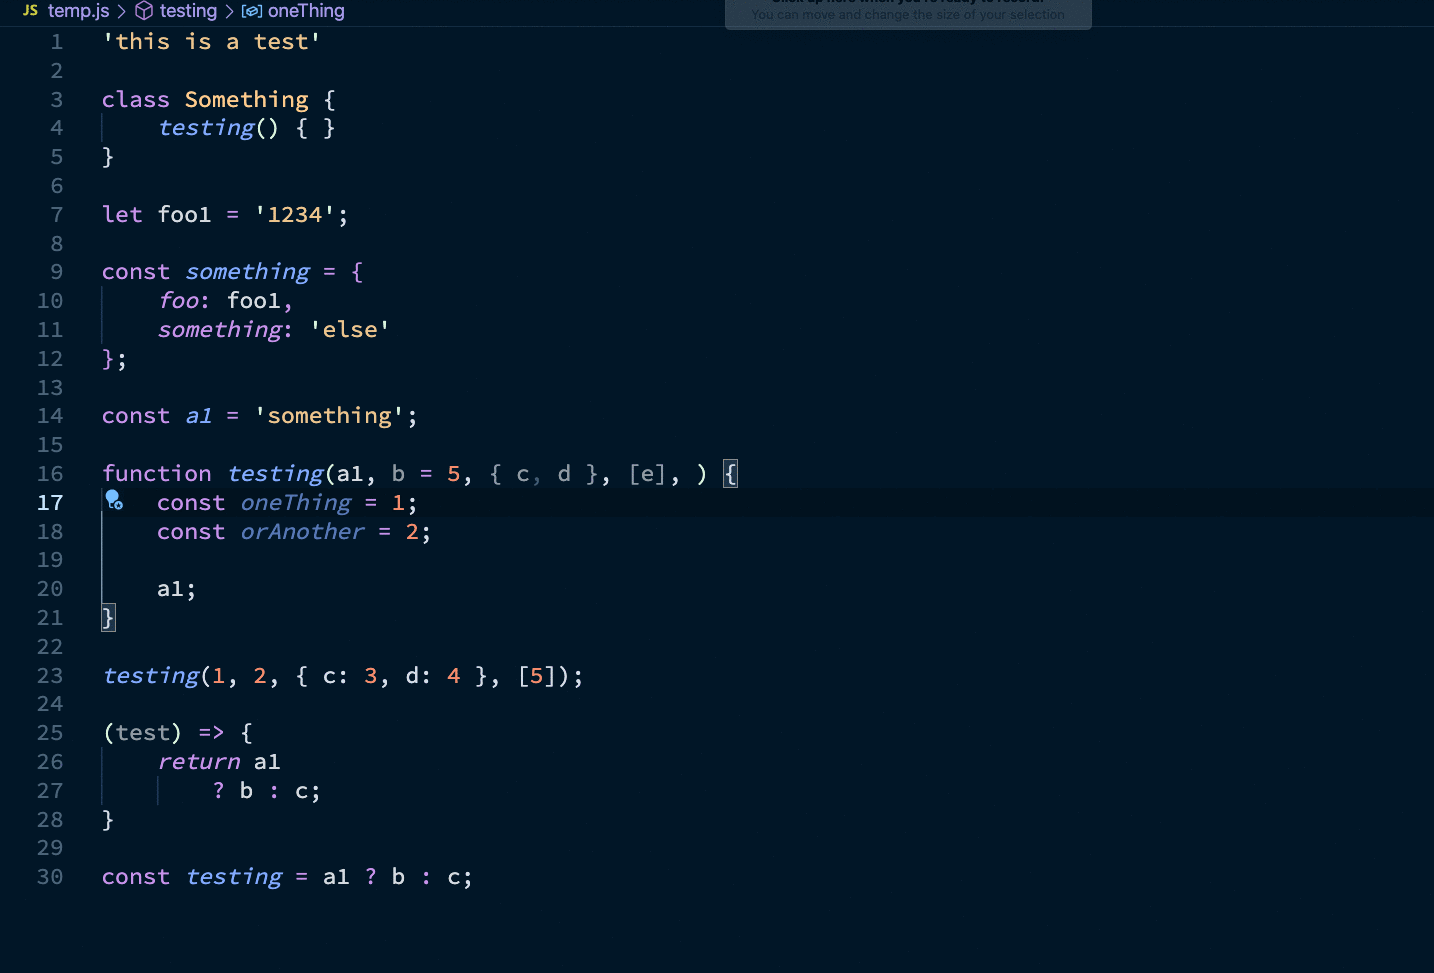 JS temp.js > testing > oneThing
You can move and change the size of your selection
1 'this is a test'
2
3 class Something {
4     testing() { }
5 }
6
7 let foo1 = '1234';
8
9 const something = {
10     foo: foo1,
11     something: 'else'
12 };
13
14 const a1 = 'something';
15
16 function testing(a1, b = 5, { c, d }, [e], ) {
17     const oneThing = 1;
18     const orAnother = 2;
19
20     a1;
21 }
22
23 testing(1, 2, { c: 3, d: 4 }, [5]);
24
25 (test) => {
26     return a1
27         ? b : c;
28 }
29
30 const testing = a1 ? b : c;